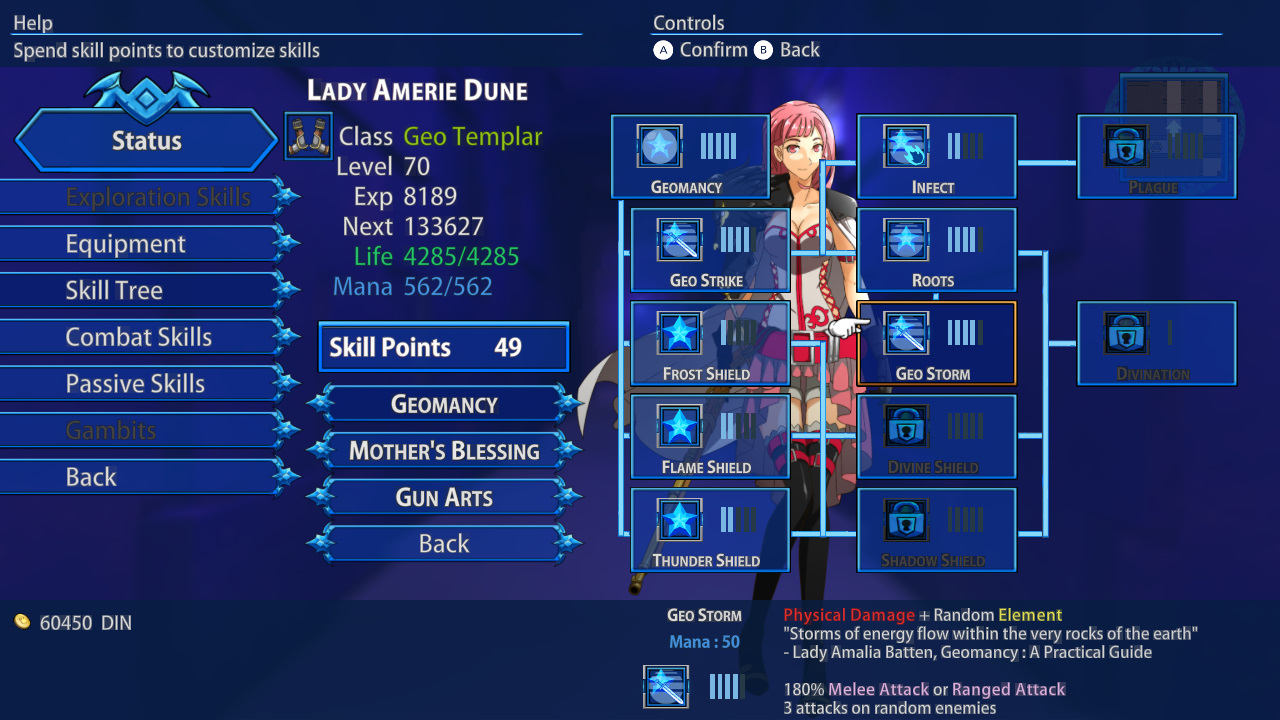 Help
Spend skill points to customize skills
Controls
A Confirm B Back
Status
Exploration Skills
Equipment
Skill Tree
Combat Skills
Passive Skills
Gambits
Back
Lady Amerie Dune
Class Geo Templar
Level 70
Exp 8189
Next 133627
Life 4285/4285
Mana 562/562
Skill Points 49
Geomancy
Mother's Blessing
Gun Arts
Back
Geomancy
Infect
Plague
Geo Strike
Roots
Frost Shield
Geo Storm
Divination
Flame Shield
Divine Shield
Thunder Shield
Shadow Shield
60450 DIN
Geo Storm
Mana : 50
Physical Damage + Random Element
"Storms of energy flow within the very rocks of the earth"
- Lady Amalia Batten, Geomancy : A Practical Guide
180% Melee Attack or Ranged Attack
3 attacks on random enemies